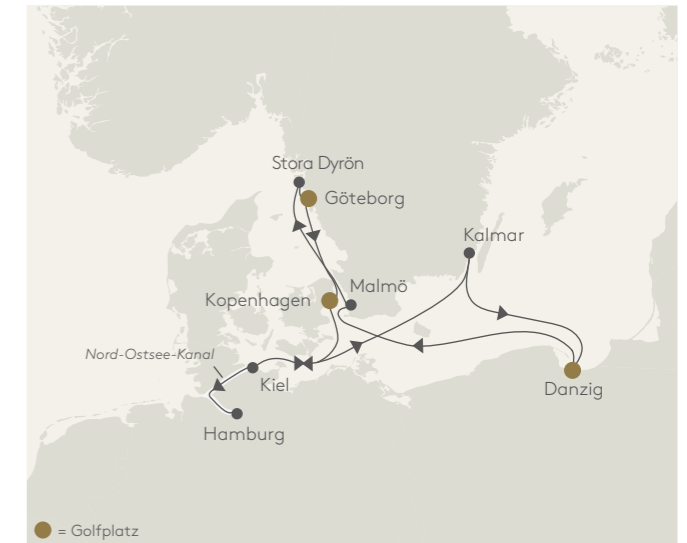 Stora Dyrön
Göteborg
Kalmar
Malmö
Kopenhagen
Nord-Ostsee-Kanal
Kiel
Danzig
Hamburg
= Golfplatz